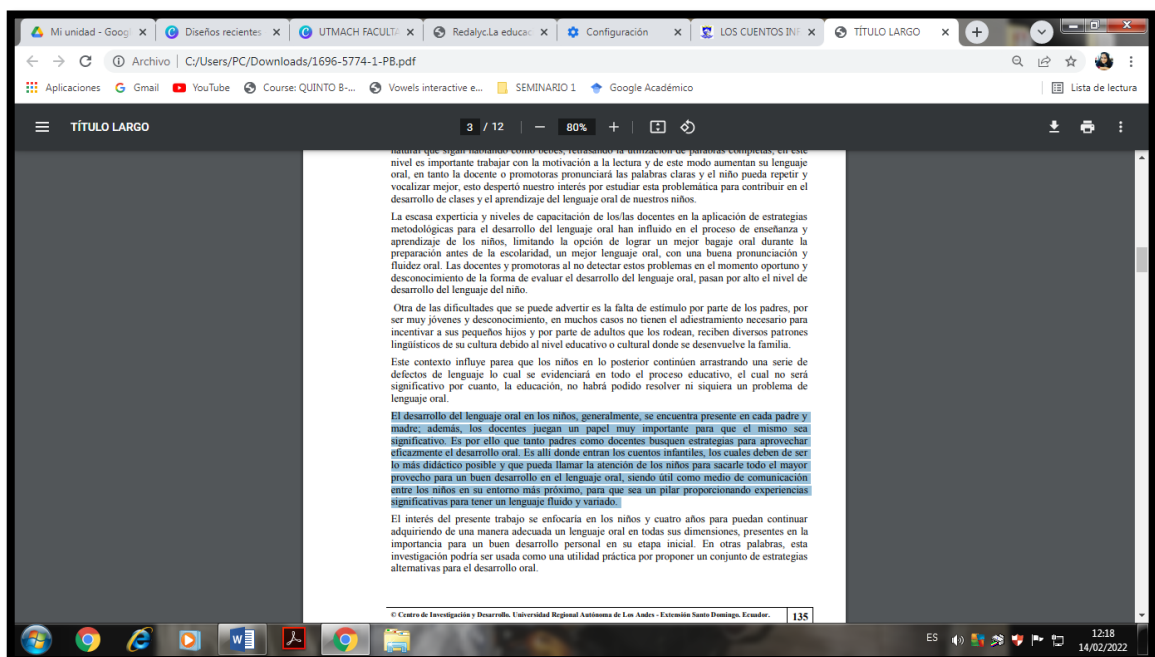 Mi unidad - Goog
Diseños recientes
UTMACH FACULTA
Redalyc.La educac
Configuración
LOS CUENTOS INF
TÍTULO LARGO
Archivo | C:/Users/PC/Downloads/1696-5774-1-PB.pdf
Aplicaciones Gmail YouTube Course: QUINTO B-... Vowels interactive e... SEMINARIO 1 Google Académico Lista de lectura
TÍTULO LARGO 3 / 12 80%
natural que sigan hablando como bebés, retrasando la utilización de palabras completas, en este
nivel es importante trabajar con la motivación a la lectura y de este modo aumentan su lenguaje
oral, en tanto la docente o promotoras pronunciará las palabras claras y el niño pueda repetir y
vocalizar mejor, esto despertó nuestro interés por estudiar esta problemática para contribuir en el
desarrollo de clases y el aprendizaje del lenguaje oral de nuestros niños.
La escasa experticia y niveles de capacitación de los/las docentes en la aplicación de estrategias
metodológicas para el desarrollo del lenguaje oral han influido en el proceso de enseñanza y
aprendizaje de los niños, limitando la opción de lograr un mejor bagaje oral durante la
preparación antes de la escolaridad, un mejor lenguaje oral, con una buena pronunciación y
fluidez oral. Las docentes y promotoras al no detectar estos problemas en el momento oportuno y
desconocimiento de la forma de evaluar el desarrollo del lenguaje oral, pasan por alto el nivel de
desarrollo del lenguaje del niño.
Otra de las dificultades que se puede advertir es la falta de estímulo por parte de los padres, por
ser muy jóvenes y desconocimiento, en muchos casos no tienen el adiestramiento necesario para
incentivar a sus pequeños hijos y por parte de adultos que los rodean, reciben diversos patrones
lingüísticos de su cultura debido al nivel educativo o cultural donde se desenvuelve la familia.
Este contexto influye parea que los niños en lo posterior continúen arrastrando una serie de
defectos de lenguaje lo cual se evidenciará en todo el proceso educativo, el cual no será
significativo por cuanto, la educación, no habrá podido resolver ni siquiera un problema de
lenguaje oral.
El desarrollo del lenguaje oral en los niños, generalmente, se encuentra presente en cada padre y
madre; además, los docentes juegan un papel muy importante para que el mismo sea
significativo. Es por ello que tanto padres como docentes busquen estrategias para aprovechar
eficazmente el desarrollo oral. Es allí donde entran los cuentos infantiles, los cuales deben de ser
lo más didáctico posible y que pueda llamar la atención de los niños para sacarle todo el mayor
provecho para un buen desarrollo en el lenguaje oral, siendo útil como medio de comunicación
entre los niños en su entorno más próximo, para que sea un pilar proporcionando experiencias
significativas para tener un lenguaje fluido y variado.
El interés del presente trabajo se enfocaría en los niños y cuatro años para puedan continuar
adquiriendo de una manera adecuada un lenguaje oral en todas sus dimensiones, presentes en la
importancia para un buen desarrollo personal en su etapa inicial. En otras palabras, esta
investigación podría ser usada como una utilidad práctica por proponer un conjunto de estrategias
alternativas para el desarrollo oral.
© Centro de Investigación y Desarrollo. Universidad Regional Autónoma de Los Andes - Extensión Santo Domingo. Ecuador. 135
ES 12:18
14/02/2022